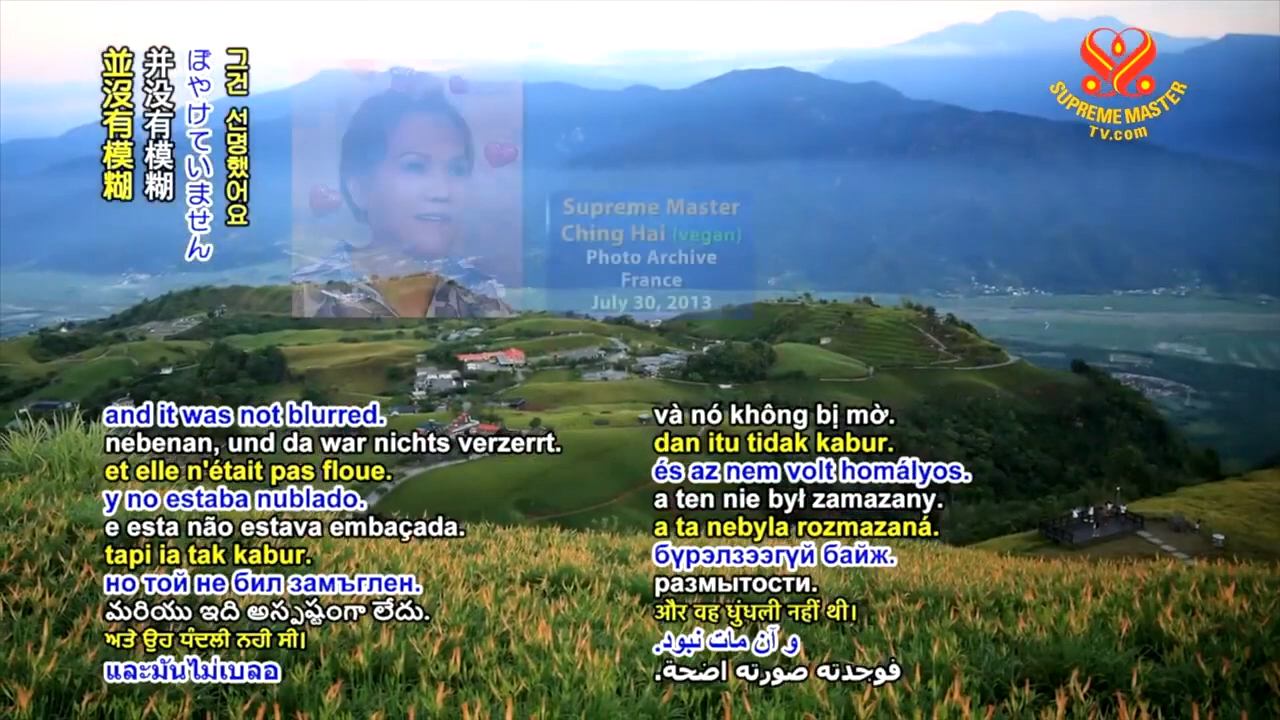 그건 선명했어요
ぼやけていません
并没有模糊
並沒有模糊
SUPREME MASTER
TV.com
Supreme Master
Ching Hai (vegan)
Photo Archive
France
July 30, 2013
and it was not blurred.
nebenan, und da war nichts verzerrt.
et elle n'était pas floue.
y no estaba nublado.
e esta não estava embaçada.
tapi ia tak kabur.
но той не бил замъглен.
మరియు ఇది అస్పష్టంగా లేదు.
ਅਤੇ ਉਹ ਧੰਦਲੀ ਨਹੀ ਸੀ।
และมันไม่เบลอ
và nó không bị mờ.
dan itu tidak kabur.
és az nem volt homályos.
a ten nie był zamazany.
a ta nebyla rozmazaná.
бүрэлзээгүй байж.
размытости.
और वह धुंधली नहीं थी।
و آن مات نبود.
فوجدته صورته اضحة.